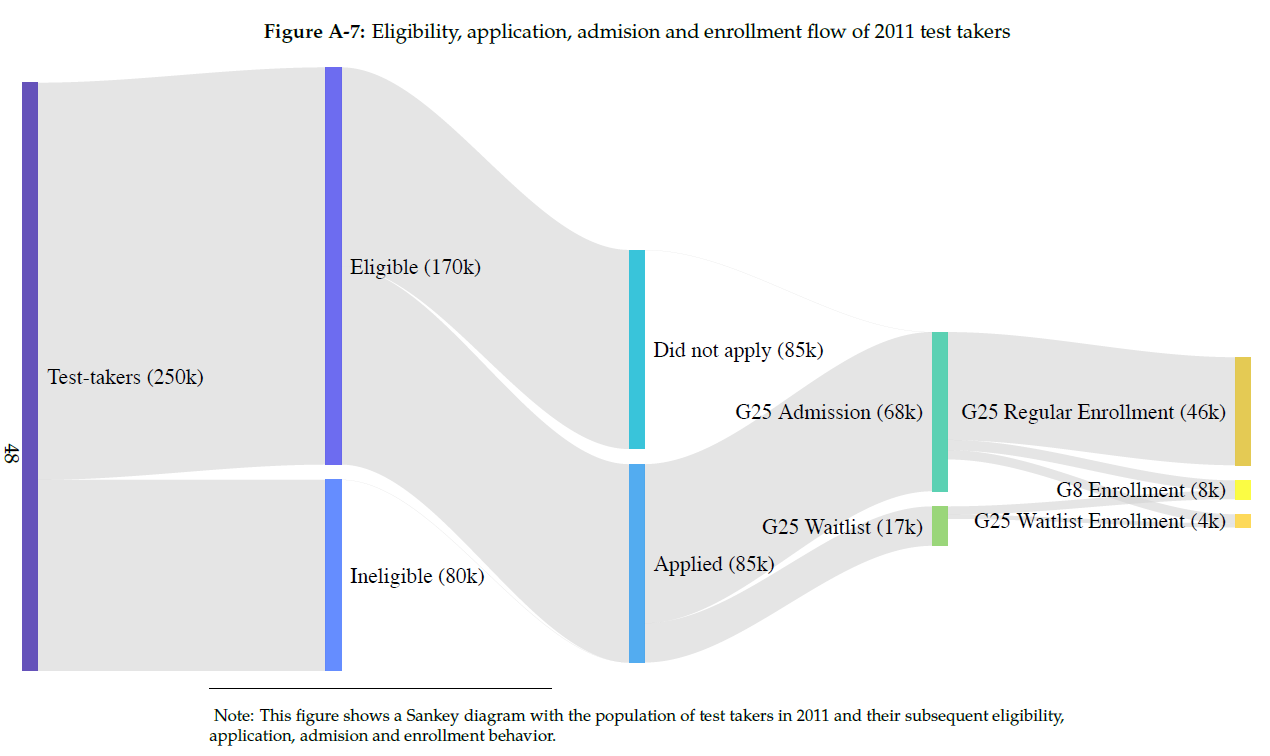 Figure A-7: Eligibility, application, admision and enrollment flow of 2011 test takers
Eligible (170k)
Did not apply (85k)
Test-takers (250k)
G25 Admission (68k)
G25 Regular Enrollment (46k)
48
G8 Enrollment (8k)
G25 Waitlist (17k)
G25 Waitlist Enrollment (4k)
Applied (85k)
Ineligible (80k)
Note: This figure shows a Sankey diagram with the population of test takers in 2011 and their subsequent eligibility,
application, admision and enrollment behavior.